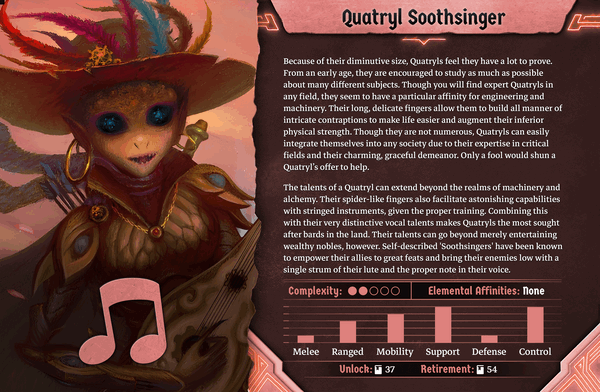 Quatryl Soothsinger
Because of their diminutive size, Quatryls feel they have a lot to prove.
From an early age, they are encouraged to study as much as possible
about many different subjects. Though you will find expert Quatryls in
any field, they seem to have a particular affinity for engineering and
machinery. Their long, delicate fingers allow them to build all manner of
intricate contraptions to make life easier and augment their inferior
physical strength. Though they are not numerous, Quatryls can easily
integrate themselves into any society due to their expertise in critical
fields and their charming, graceful demeanor. Only a fool would shun a
Quatryl's offer to help.
The talents of a Quatryl can extend beyond the realms of machinery and
alchemy. Their spider-like fingers also facilitate astonishing capabilities
with stringed instruments, given the proper training. Combining this
with their very distinctive vocal talents makes Quatryls the most sought
after bards in the land. Their talents can go beyond merely entertaining
wealthy nobles, however. Self-described 'Soothsingers' have been known
to empower their allies to great feats and bring their enemies low with a
single strum of their lute and the proper note in their voice.
Complexity: Elemental Affinities: None
Melee Ranged Mobility Support Defense Control
Unlock: 37 Retirement: 54